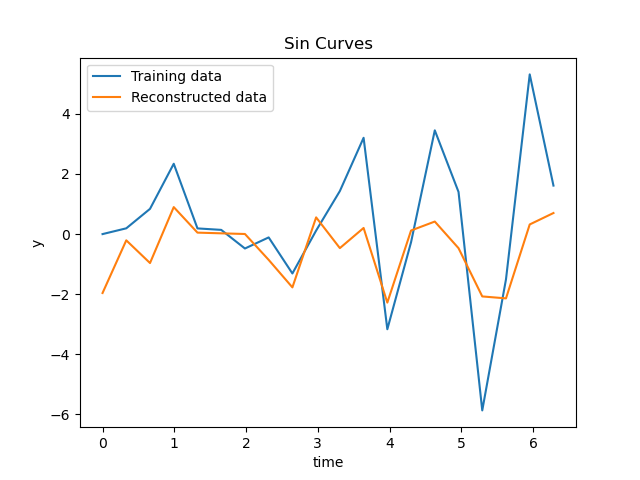 Sin Curves
Training data
Reconstructed data
4
2
0
−2
−4
−6
y
0 1 2 3 4 5 6
time